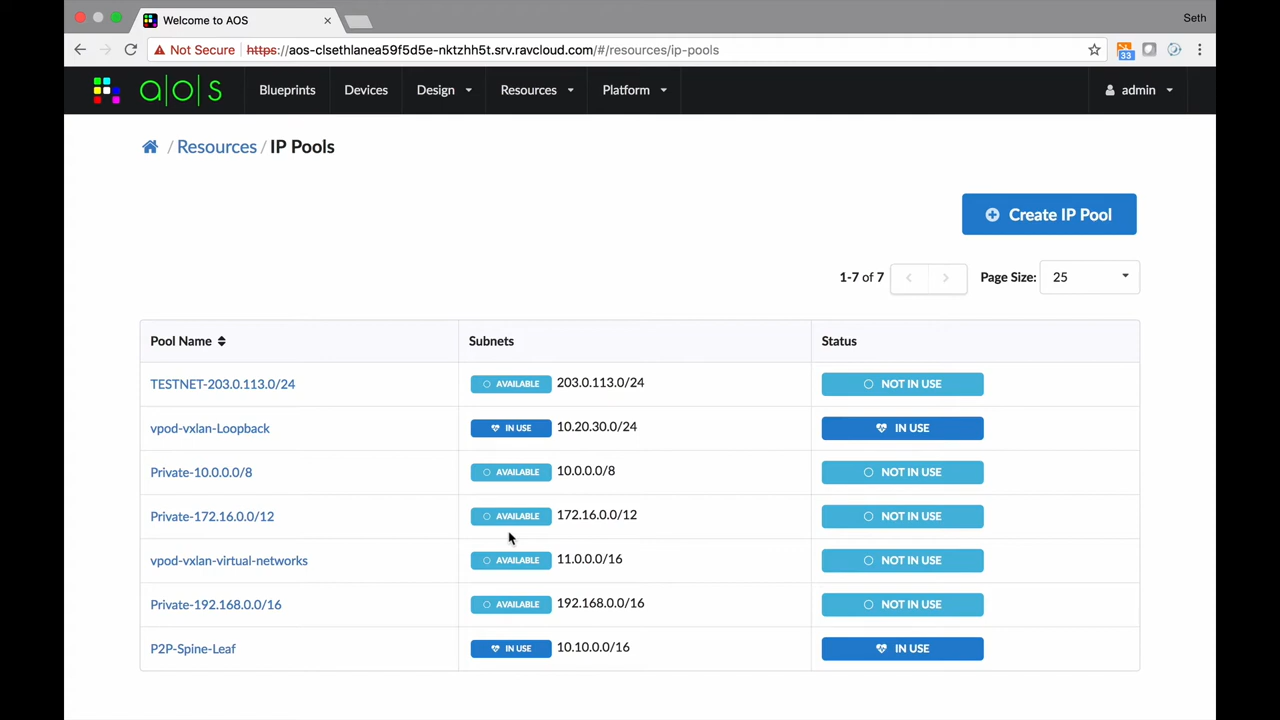 Welcome to AOS
Seth
Not Secure https://aos-clsethlanea59f5d5e-nktzhh5t.srv.ravcloud.com/#/resources/ip-pools
33
a|o|s Blueprints Devices Design Resources Platform admin
/ Resources / IP Pools
Create IP Pool
1-7 of 7 Page Size: 25
Pool Name Subnets Status
TESTNET-203.0.113.0/24 AVAILABLE 203.0.113.0/24 NOT IN USE
vpod-vxlan-Loopback IN USE 10.20.30.0/24 IN USE
Private-10.0.0.0/8 AVAILABLE 10.0.0.0/8 NOT IN USE
Private-172.16.0.0/12 AVAILABLE 172.16.0.0/12 NOT IN USE
vpod-vxlan-virtual-networks AVAILABLE 11.0.0.0/16 NOT IN USE
Private-192.168.0.0/16 AVAILABLE 192.168.0.0/16 NOT IN USE
P2P-Spine-Leaf IN USE 10.10.0.0/16 IN USE